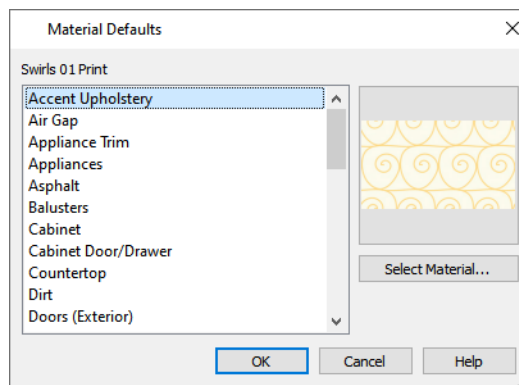 Material Defaults
Swirls 01 Print
Accent Upholstery
Air Gap
Appliance Trim
Appliances
Asphalt
Balusters
Cabinet
Cabinet Door/Drawer
Countertop
Dirt
Doors (Exterior)
Select Material...
OK
Cancel
Help